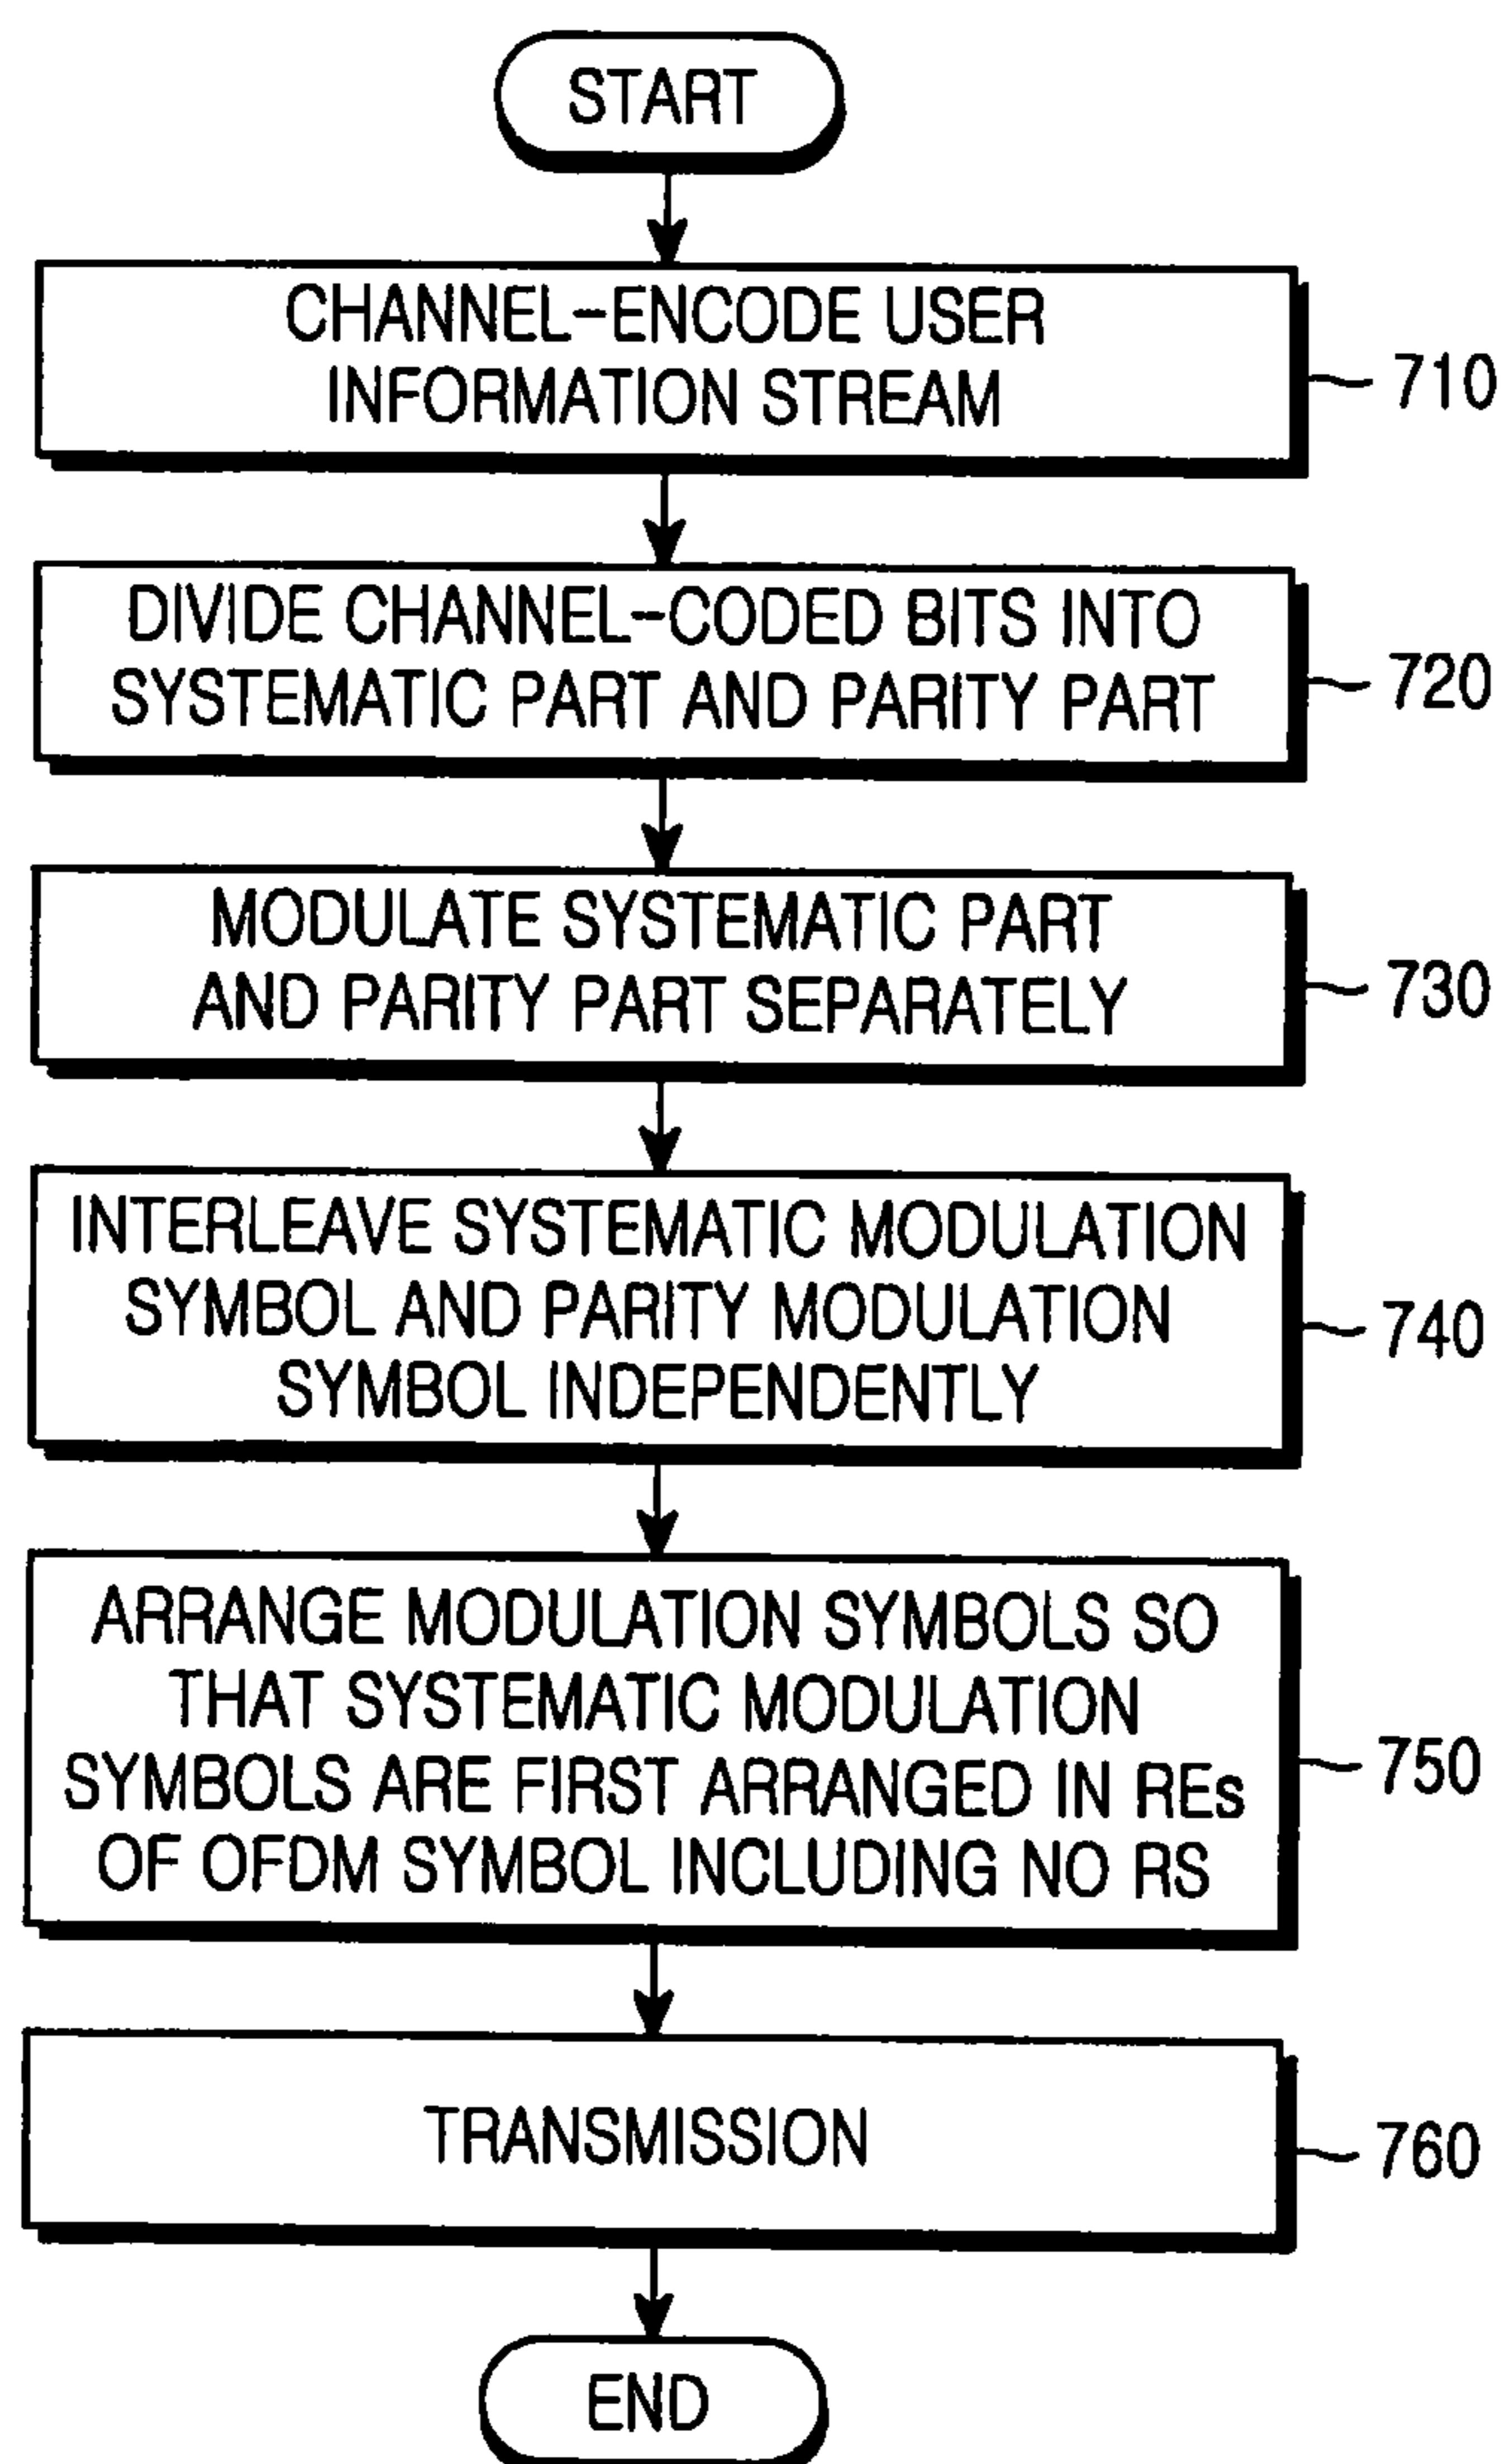 START
CHANNEL-ENCODE USER
INFORMATION STREAM
710
DIVIDE CHANNEL-CODED BITS INTO
SYSTEMATIC PART AND PARITY PART
720
MODULATE SYSTEMATIC PART
AND PARITY PART SEPARATELY
730
INTERLEAVE SYSTEMATIC MODULATION
SYMBOL AND PARITY MODULATION
SYMBOL INDEPENDENTLY
740
ARRANGE MODULATION SYMBOLS SO
THAT SYSTEMATIC MODULATION
SYMBOLS ARE FIRST ARRANGED IN REs
OF OFDM SYMBOL INCLUDING NO RS
750
TRANSMISSION
760
END